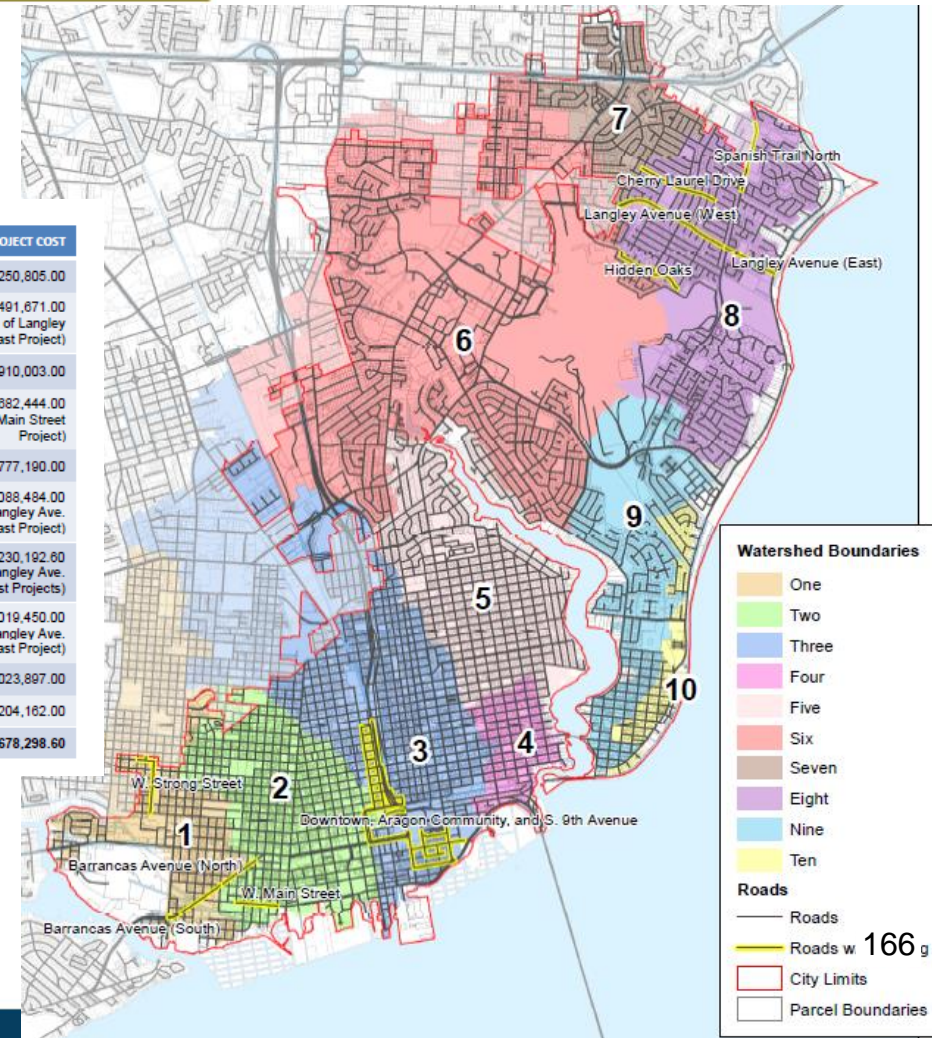 OJECT COST
250,805.00
491,671.00
of Langley
ast Project)
910,003.00
682,444.00
Main Street
Project)
777,190.00
088,484.00
angley Ave.
ast Project)
230,192.60
angley Ave.
st Projects)
019,450.00
angley Ave.
ast Project)
023,897.00
204,162.00
678,298.60
7
Spanish Trail North
Cherry Laurel Drive
Langley Avenue (West)
Hidden Oaks
Langley Avenue (East)
8
6
9
5
10
4
3
2
1
W. Strong Street
Downtown, Aragon Community, and S. 9th Avenue
Barrancas Avenue (North)
W. Main Street
Barrancas Avenue (South)
Watershed Boundaries
One
Two
Three
Four
Five
Six
Seven
Eight
Nine
Ten
Roads
Roads
Roads w 166 g
City Limits
Parcel Boundaries